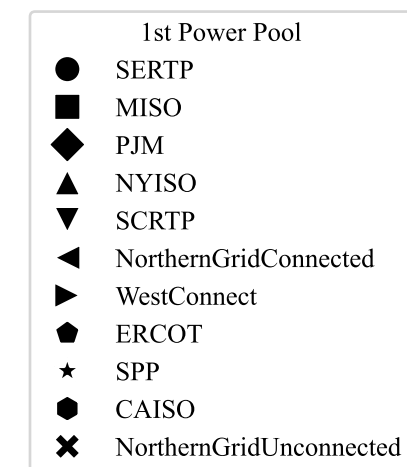 1st Power Pool
SERTP
MISO
PJM
NYISO
SCRTP
NorthernGridConnected
WestConnect
ERCOT
SPP
CAISO
NorthernGridUnconnected